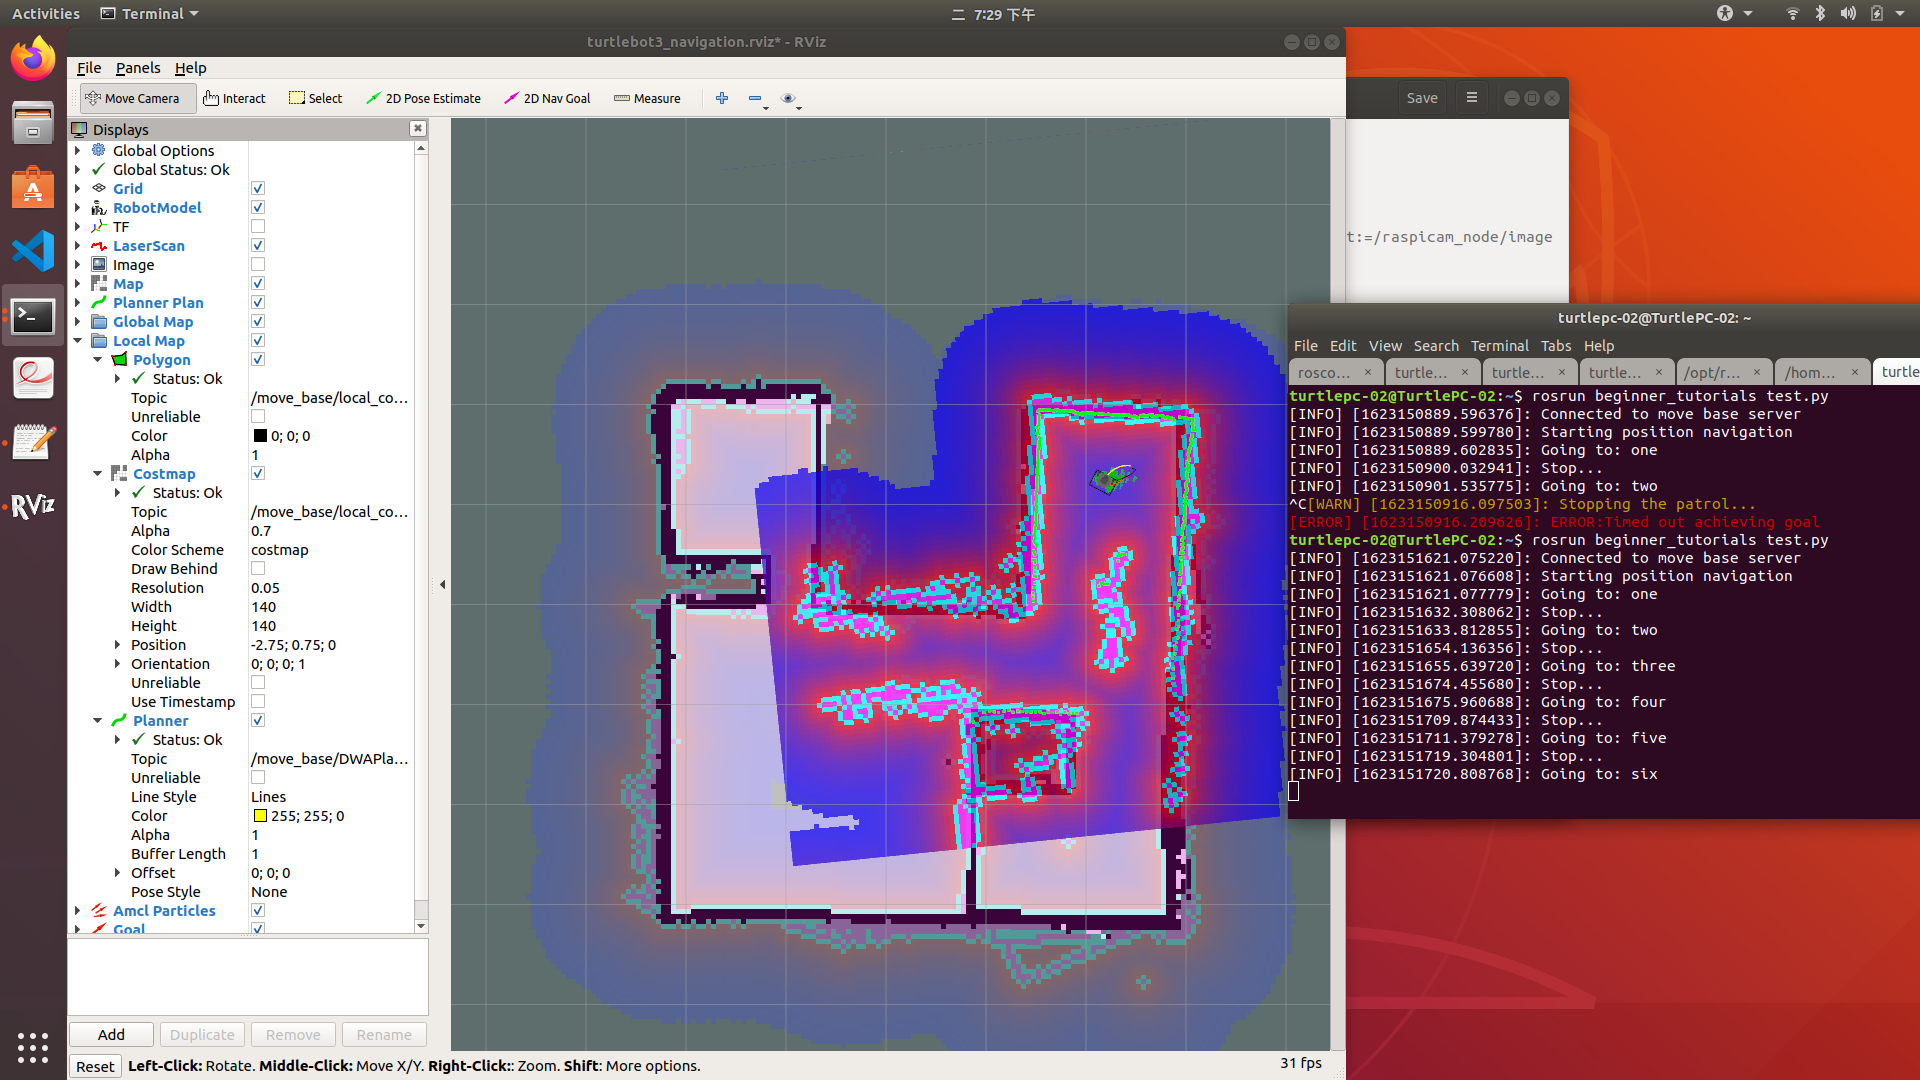 Activities
Terminal
二 7:29 下午
turtlebot3_navigation.rviz* - RViz
File Panels Help
Move Camera
Interact
Select
2D Pose Estimate
2D Nav Goal
Measure
Displays
Global Options
Global Status: Ok
Grid
RobotModel
TF
LaserScan
Image
Map
Planner Plan
Global Map
Local Map
Polygon
Status: Ok
Topic /move_base/local_co…
Unreliable
Color 0; 0; 0
Alpha 1
Costmap
Status: Ok
Topic /move_base/local_co…
Alpha 0.7
Color Scheme costmap
Draw Behind
Resolution 0.05
Width 140
Height 140
Position -2.75; 0.75; 0
Orientation 0; 0; 0; 1
Unreliable
Use Timestamp
Planner
Status: Ok
Topic /move_base/DWAPla…
Unreliable
Line Style Lines
Color 255; 255; 0
Alpha 1
Buffer Length 1
Offset 0; 0; 0
Pose Style None
Amcl Particles
Goal
Add Duplicate Remove Rename
Reset
Left-Click: Rotate. Middle-Click: Move X/Y. Right-Click:: Zoom. Shift: More options.
31 fps
RViz
Save
t:=/raspicam_node/image
turtlepc-02@TurtlePC-02: ~
File Edit View Search Terminal Tabs Help
rosco… × turtle… × turtle… × turtle… × /opt/r… × /hom… × turtle
turtlepc-02@TurtlePC-02:~$ rosrun beginner_tutorials test.py
[INFO] [1623150889.596376]: Connected to move base server
[INFO] [1623150889.599780]: Starting position navigation
[INFO] [1623150889.602835]: Going to: one
[INFO] [1623150900.032941]: Stop...
[INFO] [1623150901.535775]: Going to: two
^C[WARN] [1623150916.097503]: Stopping the patrol...
[ERROR] [1623150916.209626]: ERROR:Timed out achieving goal
turtlepc-02@TurtlePC-02:~$ rosrun beginner_tutorials test.py
[INFO] [1623151621.075220]: Connected to move base server
[INFO] [1623151621.076608]: Starting position navigation
[INFO] [1623151621.077779]: Going to: one
[INFO] [1623151632.308062]: Stop...
[INFO] [1623151633.812855]: Going to: two
[INFO] [1623151654.136356]: Stop...
[INFO] [1623151655.639720]: Going to: three
[INFO] [1623151674.455680]: Stop...
[INFO] [1623151675.960688]: Going to: four
[INFO] [1623151709.874433]: Stop...
[INFO] [1623151711.379278]: Going to: five
[INFO] [1623151719.304801]: Stop...
[INFO] [1623151720.808768]: Going to: six